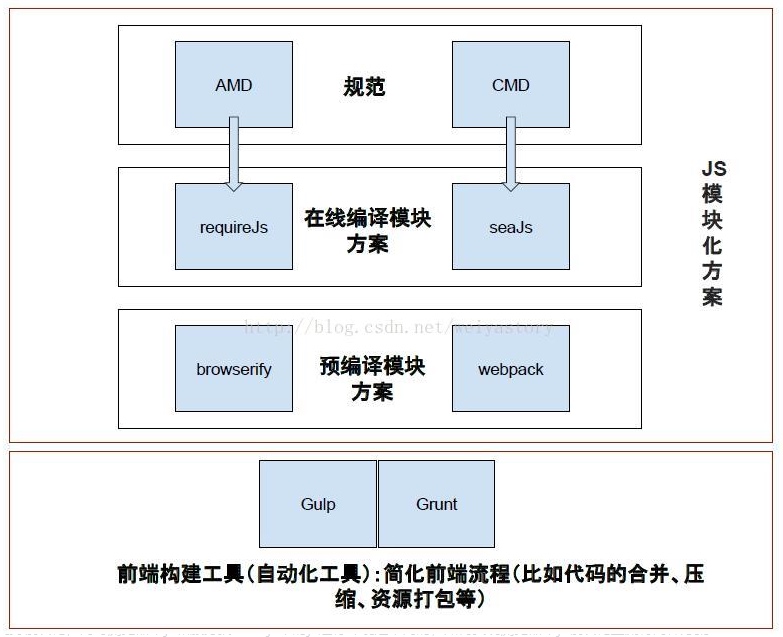 AMD
规范
CMD
requireJs
在线编译模块
方案
seaJs
http://blog.csdn.net/weiyastory
browserify
预编译模块
方案
webpack
JS
模
块
化
方
案
Gulp
Grunt
前端构建工具(自动化工具):简化前端流程(比如代码的合并、压
缩、资源打包等)